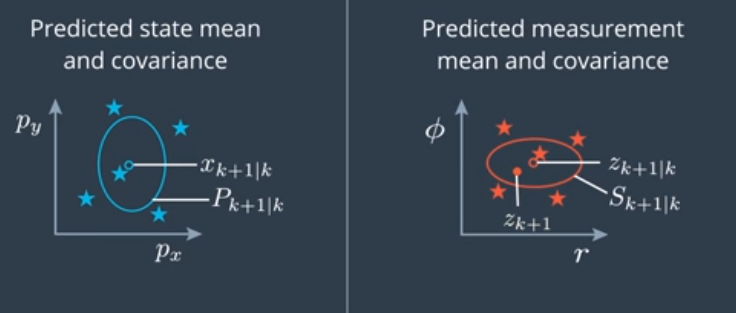 Predicted state mean
and covariance
p_y
x_{k+1|k}
P_{k+1|k}
p_x
Predicted measurement
mean and covariance
ϕ
z_{k+1|k}
S_{k+1|k}
z_{k+1}
r